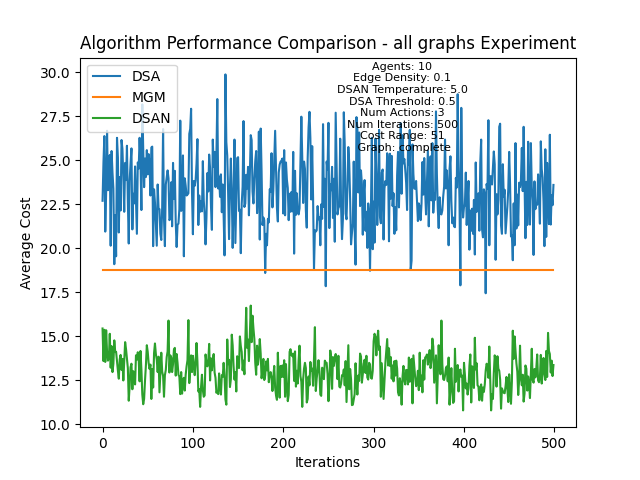 Algorithm Performance Comparison - all graphs Experiment
DSA
MGM
DSAN
Agents: 10
Edge Density: 0.1
DSAN Temperature: 5.0
DSA Threshold: 0.5
Num Actions: 3
Num Iterations: 500
Cost Range: 51
Graph: complete
Average Cost
30.0
27.5
25.0
22.5
20.0
17.5
15.0
12.5
10.0
0
100
200
300
400
500
Iterations